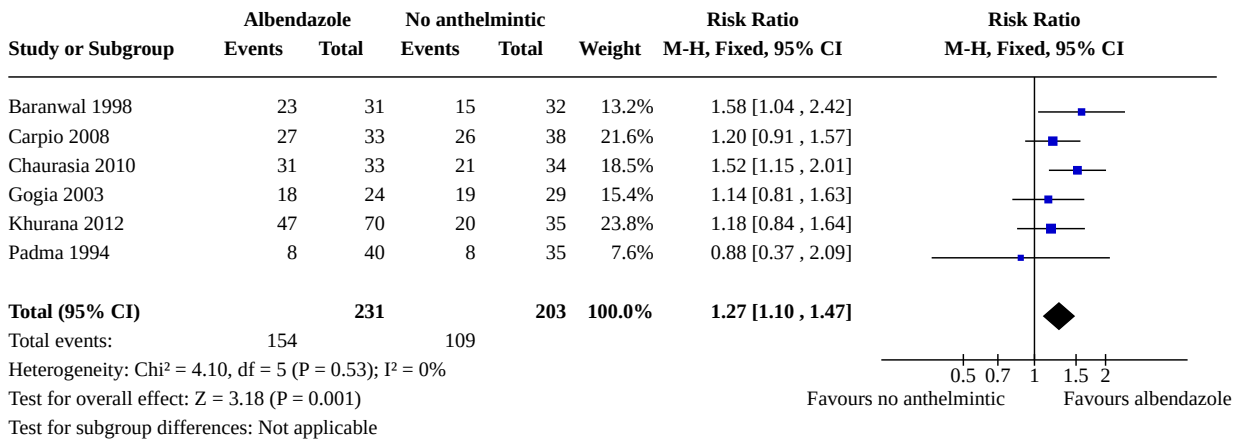 Albendazole No anthelmintic Risk Ratio Risk Ratio
Study or Subgroup Events Total Events Total Weight M-H, Fixed, 95% CI M-H, Fixed, 95% CI
Baranwal 1998 23 31 15 32 13.2% 1.58 [1.04 , 2.42]
Carpio 2008 27 33 26 38 21.6% 1.20 [0.91 , 1.57]
Chaurasia 2010 31 33 21 34 18.5% 1.52 [1.15 , 2.01]
Gogia 2003 18 24 19 29 15.4% 1.14 [0.81 , 1.63]
Khurana 2012 47 70 20 35 23.8% 1.18 [0.84 , 1.64]
Padma 1994 8 40 8 35 7.6% 0.88 [0.37 , 2.09]
Total (95% CI) 231 203 100.0% 1.27 [1.10 , 1.47]
Total events: 154 109
Heterogeneity: Chi² = 4.10, df = 5 (P = 0.53); I² = 0%
0.5 0.7 1 1.5 2
Test for overall effect: Z = 3.18 (P = 0.001) Favours no anthelmintic Favours albendazole
Test for subgroup differences: Not applicable